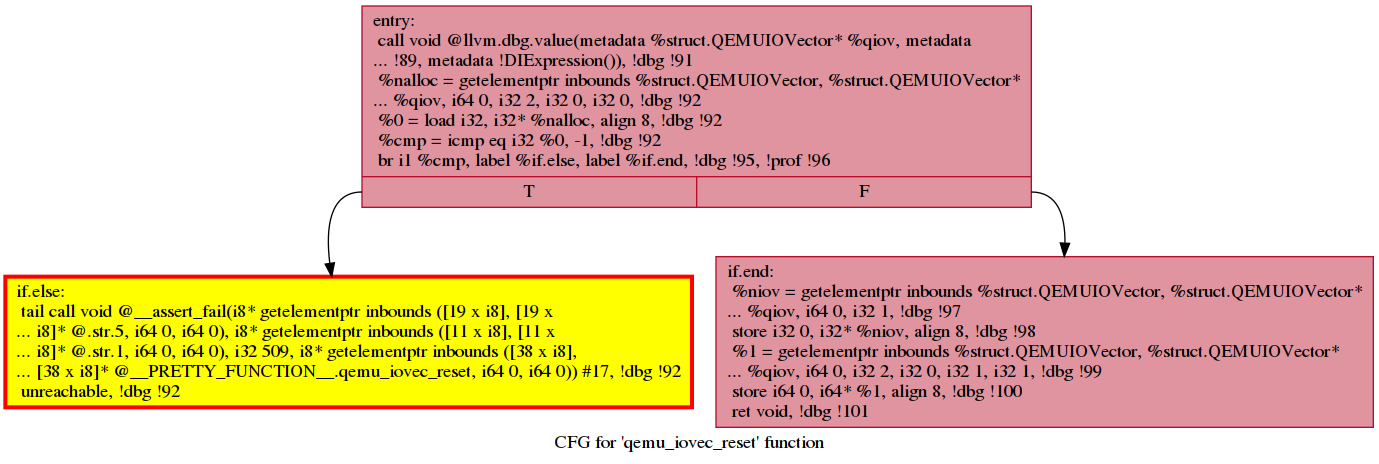 entry:
call void @llvm.dbg.value(metadata %struct.QEMUIOVector* %qiov, metadata
... !89, metadata !DIExpression()), !dbg !91
%nalloc = getelementptr inbounds %struct.QEMUIOVector, %struct.QEMUIOVector*
... %qiov, i64 0, i32 2, i32 0, i32 0, !dbg !92
%0 = load i32, i32* %nalloc, align 8, !dbg !92
%cmp = icmp eq i32 %0, -1, !dbg !92
br i1 %cmp, label %if.else, label %if.end, !dbg !95, !prof !96
T
F
if.else:
tail call void @__assert_fail(i8* getelementptr inbounds ([19 x i8], [19 x
... i8]* @.str.5, i64 0, i64 0), i8* getelementptr inbounds ([11 x i8], [11 x
... i8]* @.str.1, i64 0, i64 0), i32 509, i8* getelementptr inbounds ([38 x i8],
... [38 x i8]* @__PRETTY_FUNCTION__.qemu_iovec_reset, i64 0, i64 0)) #17, !dbg !92
unreachable, !dbg !92
if.end:
%niov = getelementptr inbounds %struct.QEMUIOVector, %struct.QEMUIOVector*
... %qiov, i64 0, i32 1, !dbg !97
store i32 0, i32* %niov, align 8, !dbg !98
%1 = getelementptr inbounds %struct.QEMUIOVector, %struct.QEMUIOVector*
... %qiov, i64 0, i32 2, i32 0, i32 1, i32 1, !dbg !99
store i64 0, i64* %1, align 8, !dbg !100
ret void, !dbg !101
CFG for 'qemu_iovec_reset' function